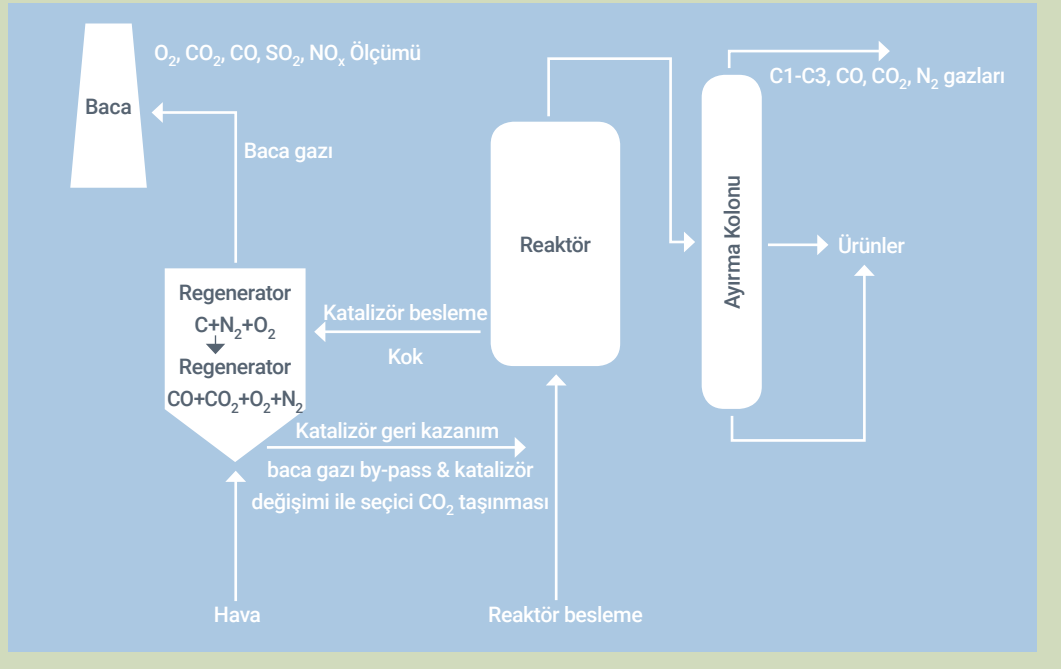 O₂, CO₂, CO, SO₂, NOₓ Ölçümü
Baca
Baca gazı
C1-C3, CO, CO₂, N₂ gazları
Reaktör
Ayırma Kolonu
Ürünler
Regenerator
C+N₂+O₂
Regenerator
CO+CO₂+O₂+N₂
Katalizör besleme
Kok
Katalizör geri kazanım
baca gazı by-pass & katalizör
değişimi ile seçici CO₂ taşınması
Hava
Reaktör besleme